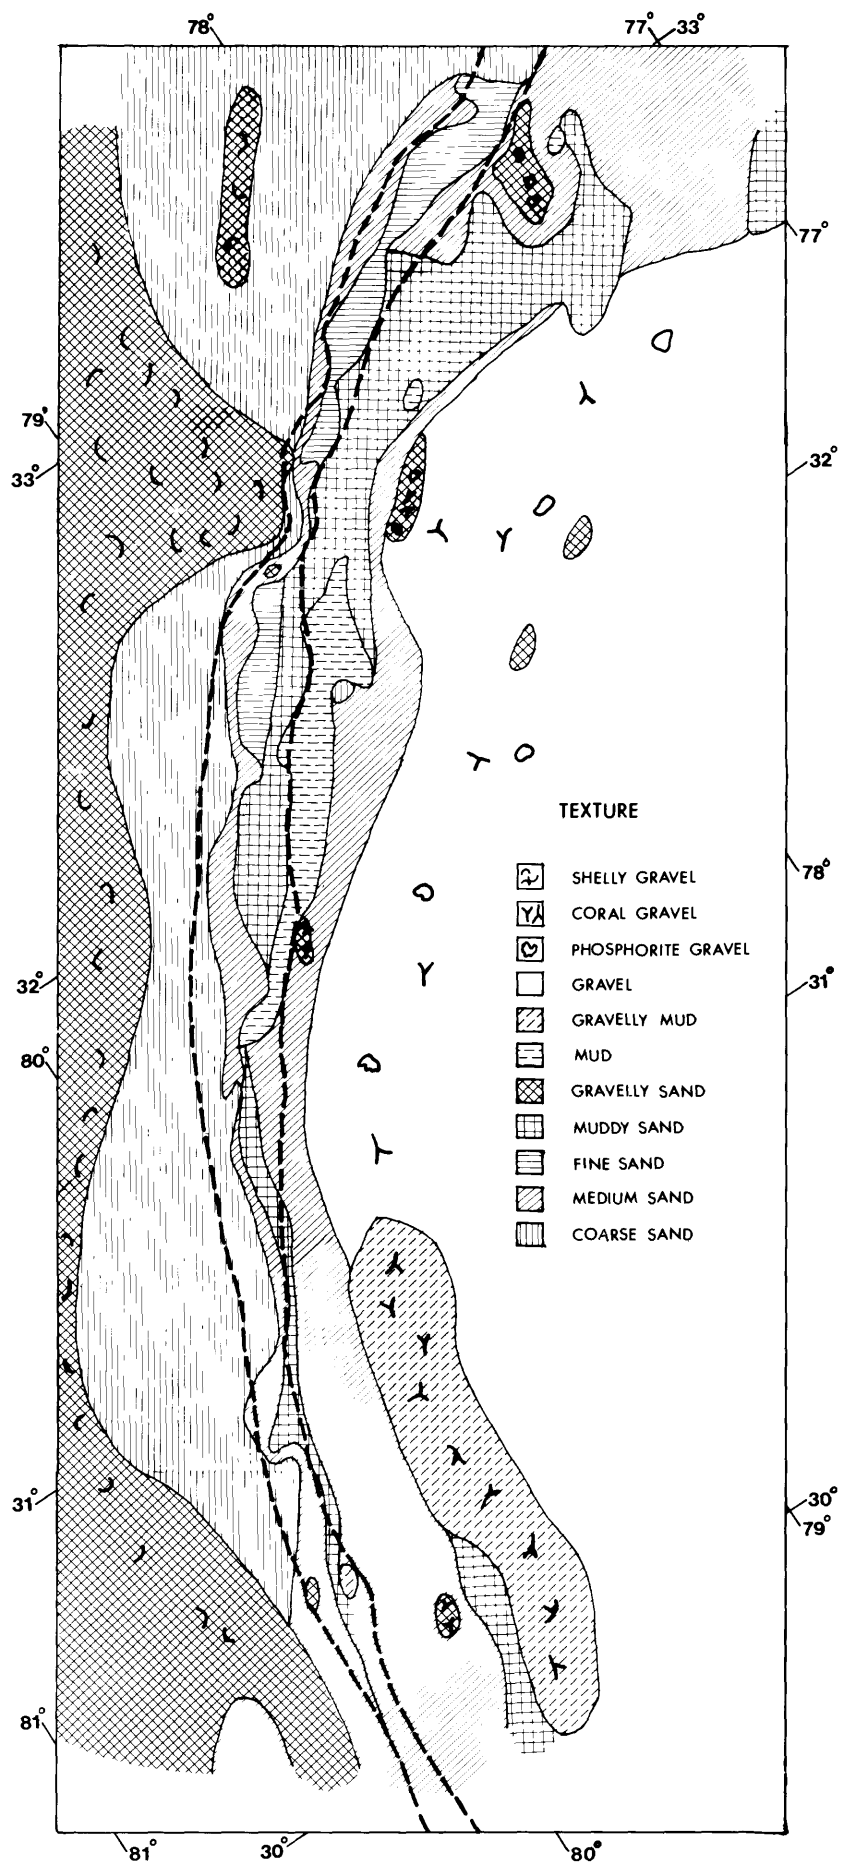 78°
77° 33°
77°
79°
33°
32°
TEXTURE
78°
SHELLY GRAVEL
CORAL GRAVEL
PHOSPHORITE GRAVEL
32°
GRAVEL
31°
GRAVELLY MUD
MUD
80°
GRAVELLY SAND
MUDDY SAND
FINE SAND
MEDIUM SAND
COARSE SAND
31°
30°
79°
81°
81°
30°
80°